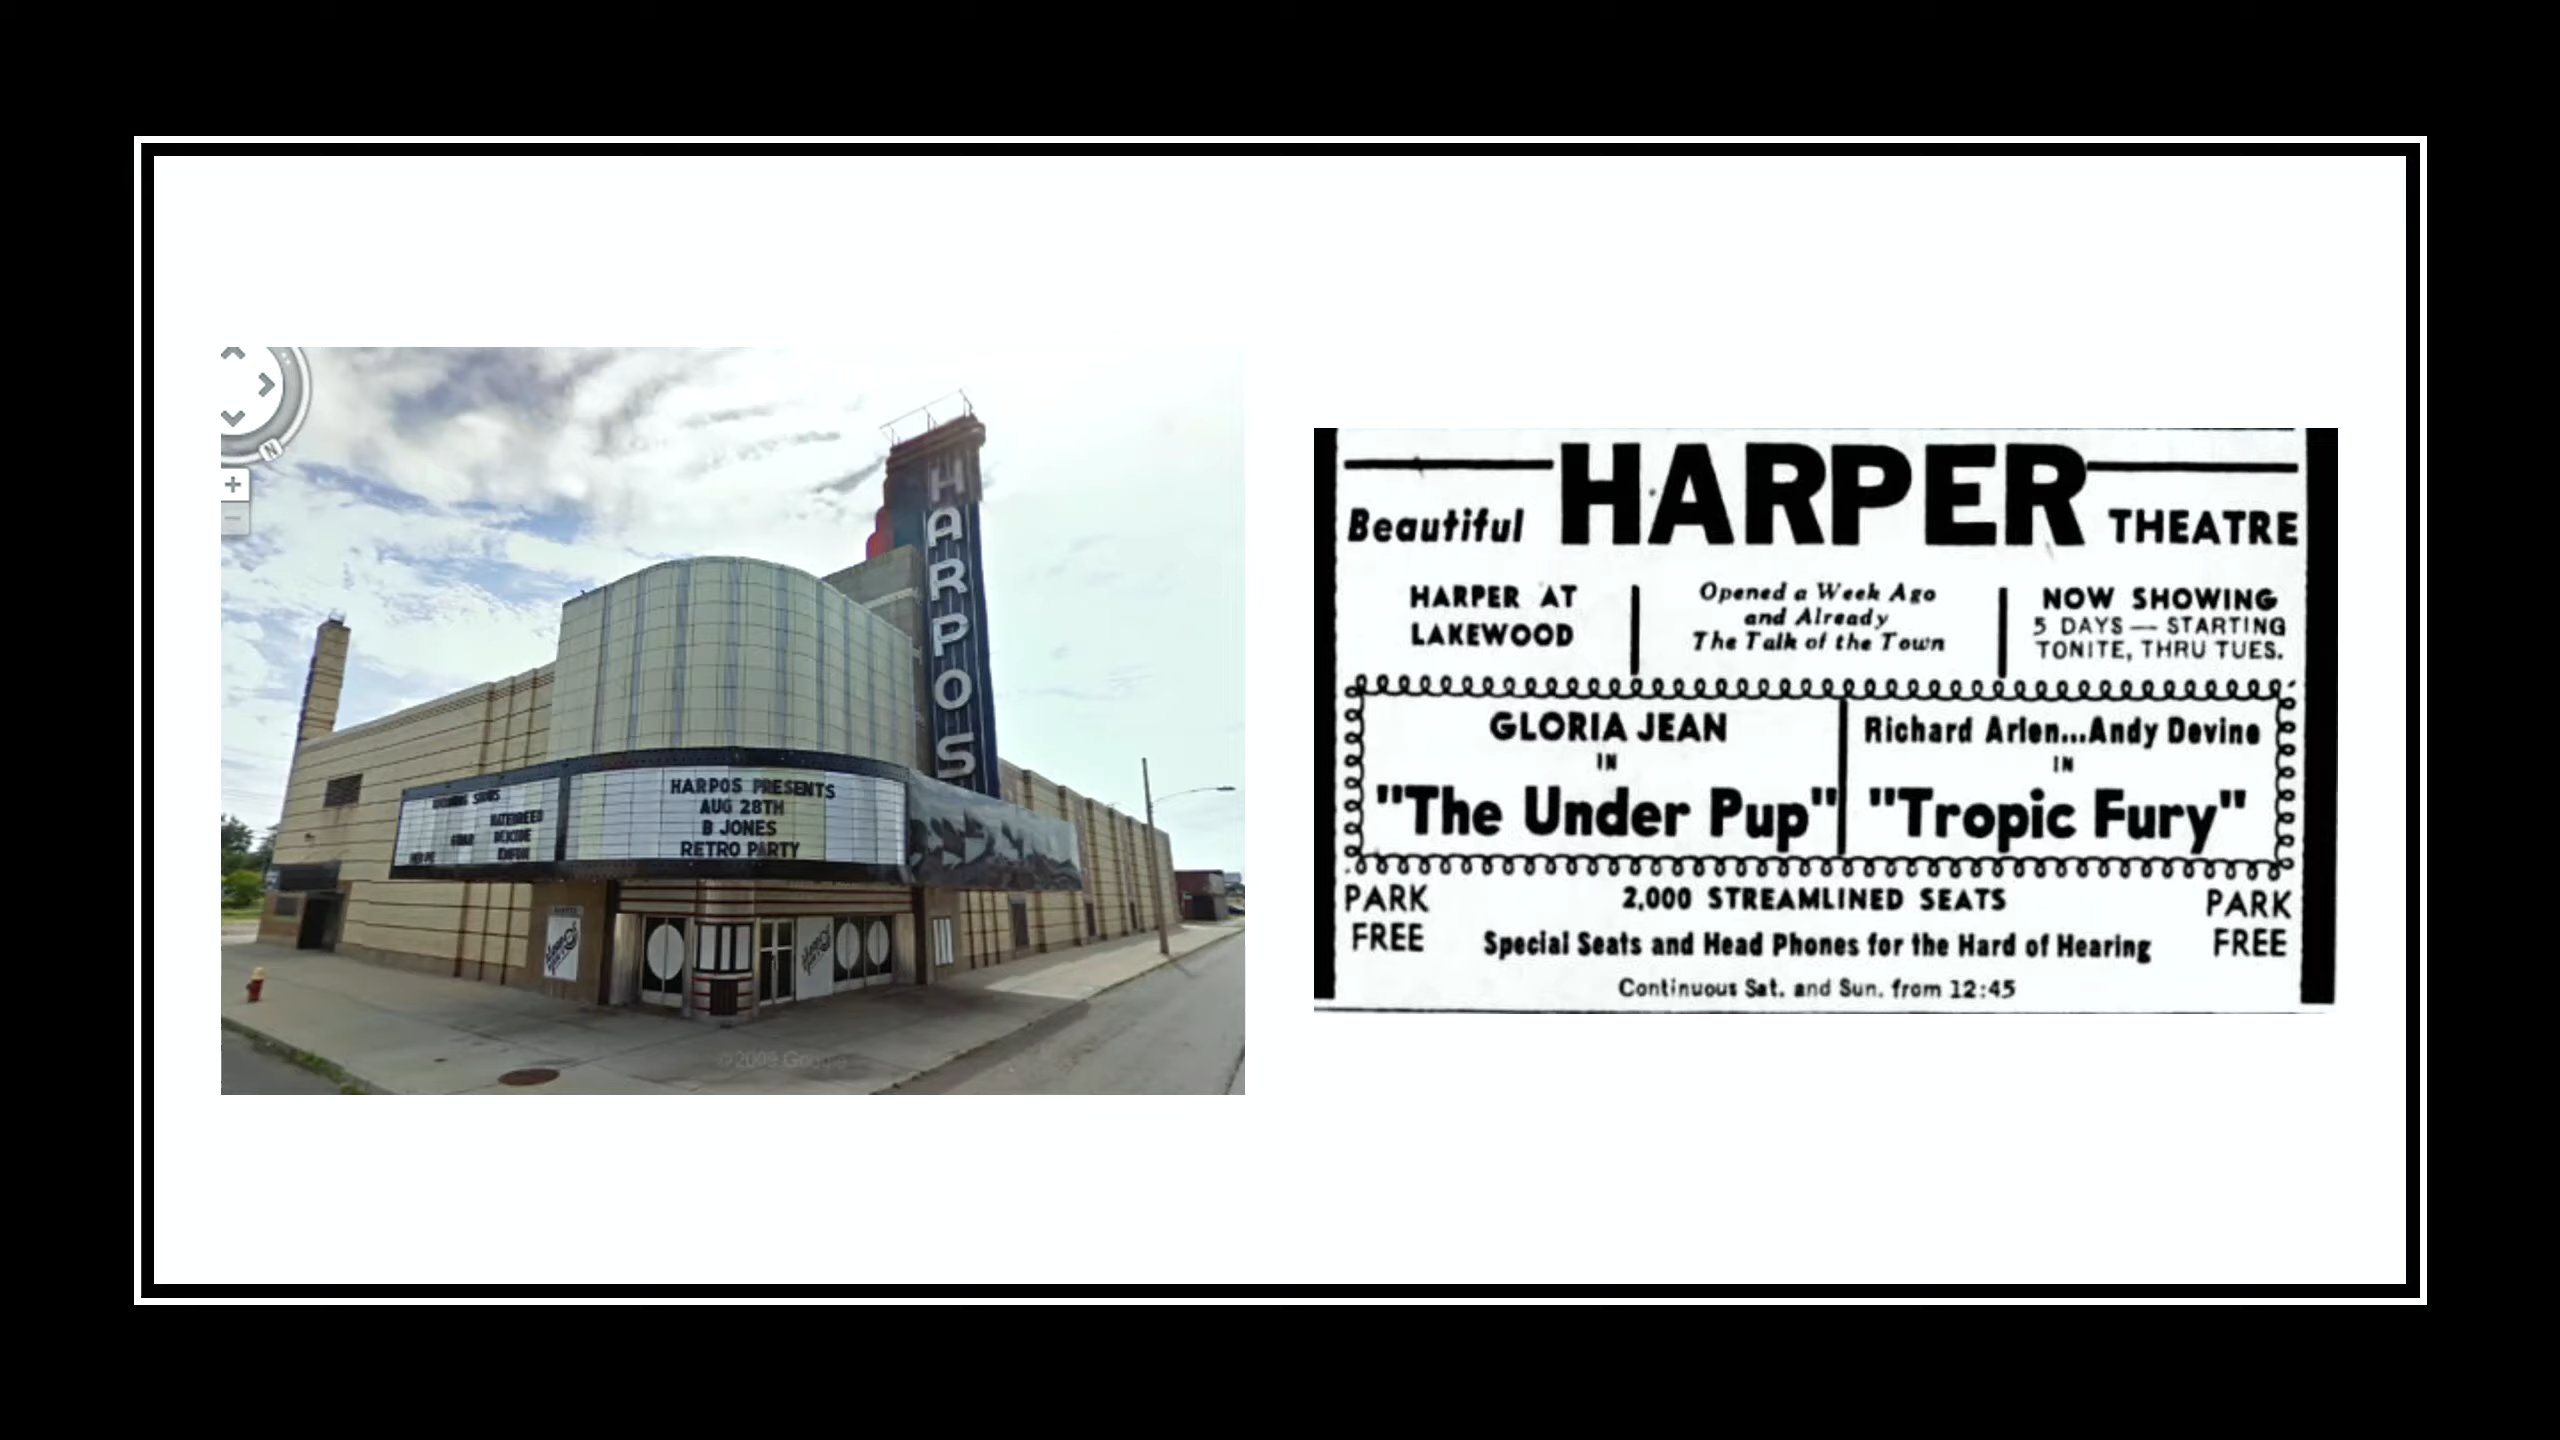 N
HARPOS
HARPOS PRESENTS
AUG 28TH
B JONES
RETRO PARTY
HATEBREED
GWAR DEICIDE
©2009 Google
HARPER
Beautiful THEATRE
HARPER AT
LAKEWOOD
Opened a Week Ago
and Already
The Talk of the Town
NOW SHOWING
5 DAYS — STARTING
TONITE, THRU TUES.
GLORIA JEAN
IN
"The Under Pup"
Richard Arlen...Andy Devine
IN
"Tropic Fury"
PARK
FREE
2,000 STREAMLINED SEATS
Special Seats and Head Phones for the Hard of Hearing
Continuous Sat. and Sun. from 12:45
PARK
FREE